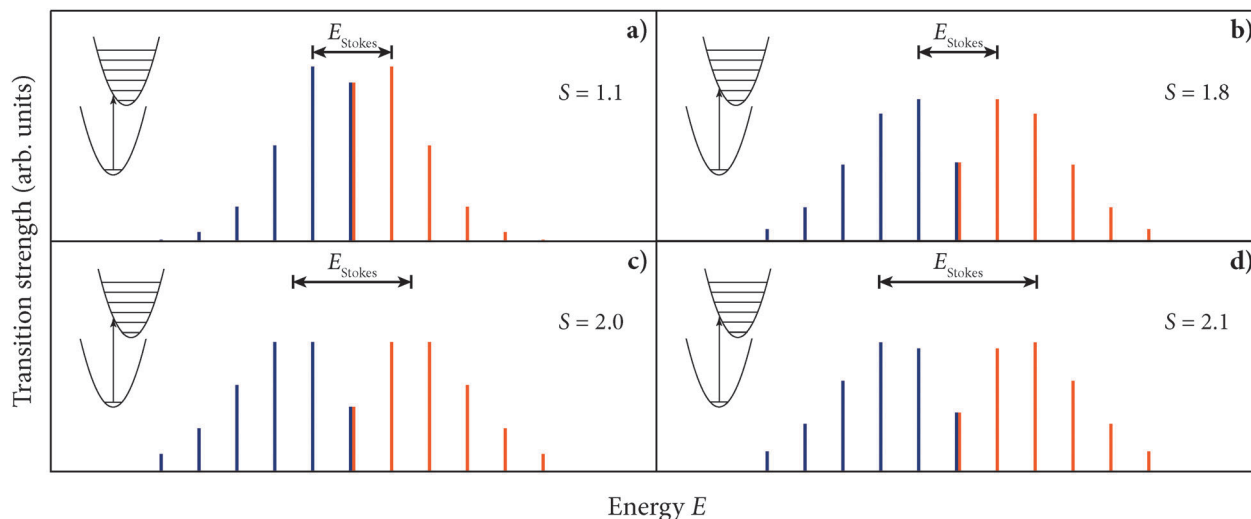 Transition strength (arb. units)
a)
E_Stokes
S = 1.1
b)
E_Stokes
S = 1.8
c)
E_Stokes
S = 2.0
d)
E_Stokes
S = 2.1
Energy E